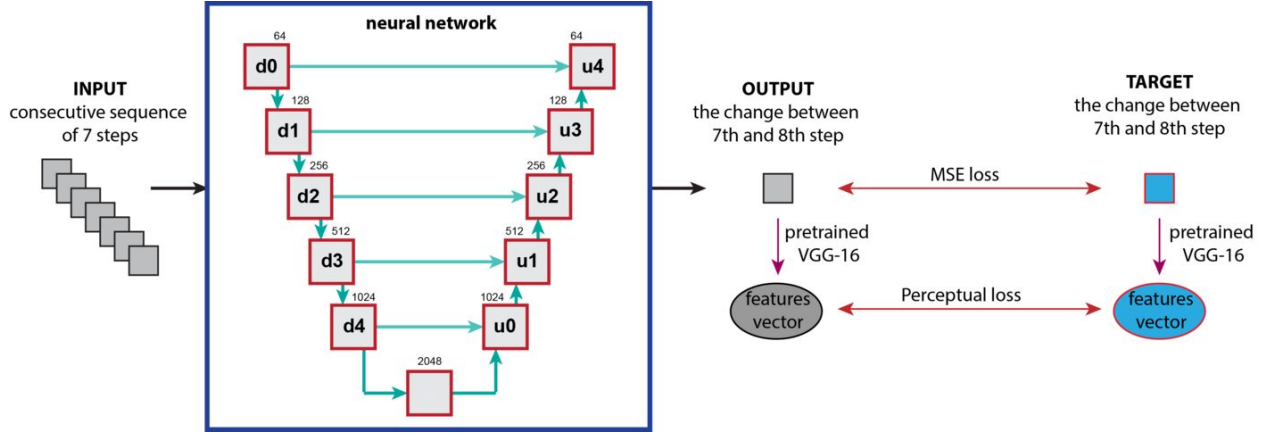 neural network
INPUT
consecutive sequence
of 7 steps
64
d0
64
u4
128
d1
128
u3
256
d2
256
u2
512
d3
512
u1
1024
d4
1024
u0
2048
OUTPUT
the change between
7th and 8th step
TARGET
the change between
7th and 8th step
MSE loss
pretrained
VGG-16
pretrained
VGG-16
features
vector
Perceptual loss
features
vector